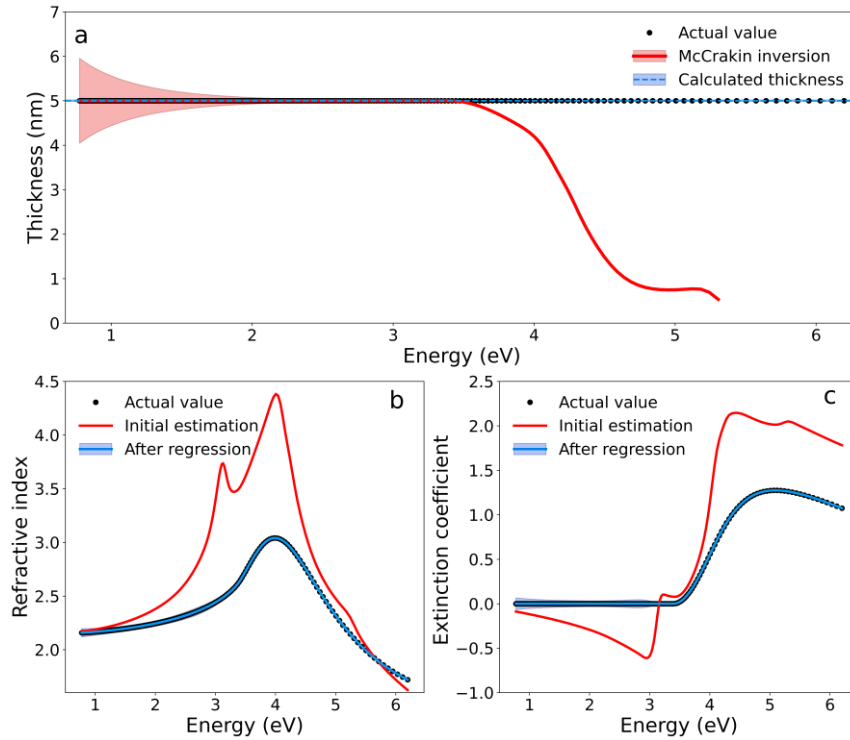 a
Actual value
McCrakin inversion
Calculated thickness
Thickness (nm)
7
6
5
4
3
2
1
0
1 2 3 4 5 6
Energy (eV)
b
Actual value
Initial estimation
After regression
Refractive index
4.5
4.0
3.5
3.0
2.5
2.0
1 2 3 4 5 6
Energy (eV)
c
Actual value
Initial estimation
After regression
Extinction coefficient
2.5
2.0
1.5
1.0
0.5
0.0
−0.5
−1.0
1 2 3 4 5 6
Energy (eV)